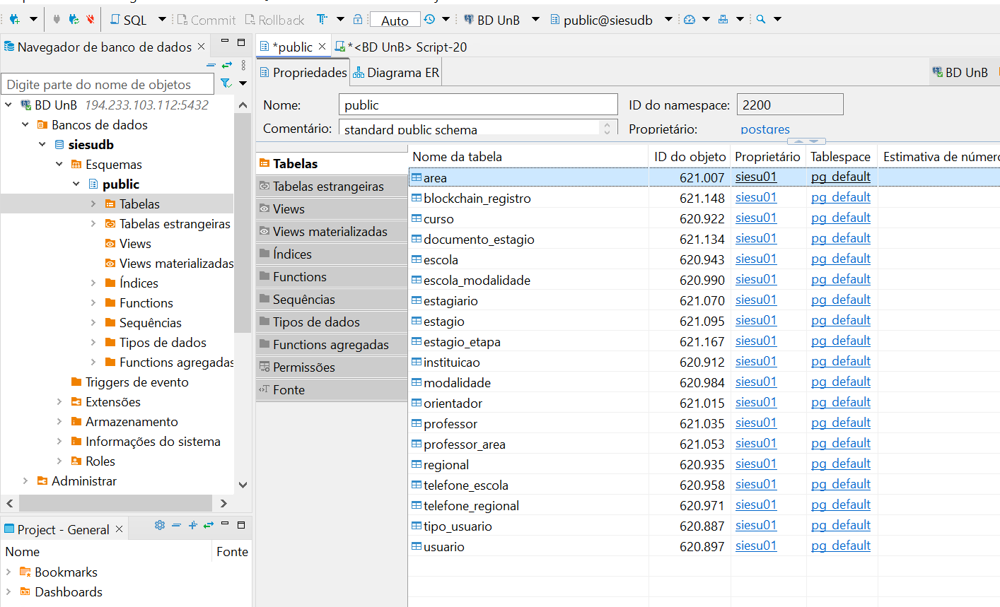 SQL Commit Rollback Auto BD UnB public@siesudb
Navegador de banco de dados
Digite parte do nome de objetos
BD UnB 194.233.103.112:5432
Bancos de dados
siesudb
Esquemas
public
Tabelas
Tabelas estrangeiras
Views
Views materializadas
Índices
Functions
Sequências
Tipos de dados
Functions agregadas
Triggers de evento
Extensões
Armazenamento
Informações do sistema
Roles
Administrar
Project - General
Nome Fonte
Bookmarks
Dashboards
*public *<BD UnB> Script-20
Propriedades Diagrama ER BD UnB
Nome: public ID do namespace: 2200
Comentário: standard public schema Proprietário: postgres
Tabelas
Tabelas estrangeiras
Views
Views materializadas
Índices
Functions
Sequências
Tipos de dados
Functions agregadas
Permissões
Fonte
Nome da tabela ID do objeto Proprietário Tablespace Estimativa de número
area 621.007 siesu01 pg_default
blockchain_registro 621.148 siesu01 pg_default
curso 620.922 siesu01 pg_default
documento_estagio 621.134 siesu01 pg_default
escola 620.943 siesu01 pg_default
escola_modalidade 620.990 siesu01 pg_default
estagiario 621.070 siesu01 pg_default
estagio 621.095 siesu01 pg_default
estagio_etapa 621.167 siesu01 pg_default
instituicao 620.912 siesu01 pg_default
modalidade 620.984 siesu01 pg_default
orientador 621.015 siesu01 pg_default
professor 621.035 siesu01 pg_default
professor_area 621.053 siesu01 pg_default
regional 620.935 siesu01 pg_default
telefone_escola 620.958 siesu01 pg_default
telefone_regional 620.971 siesu01 pg_default
tipo_usuario 620.887 siesu01 pg_default
usuario 620.897 siesu01 pg_default